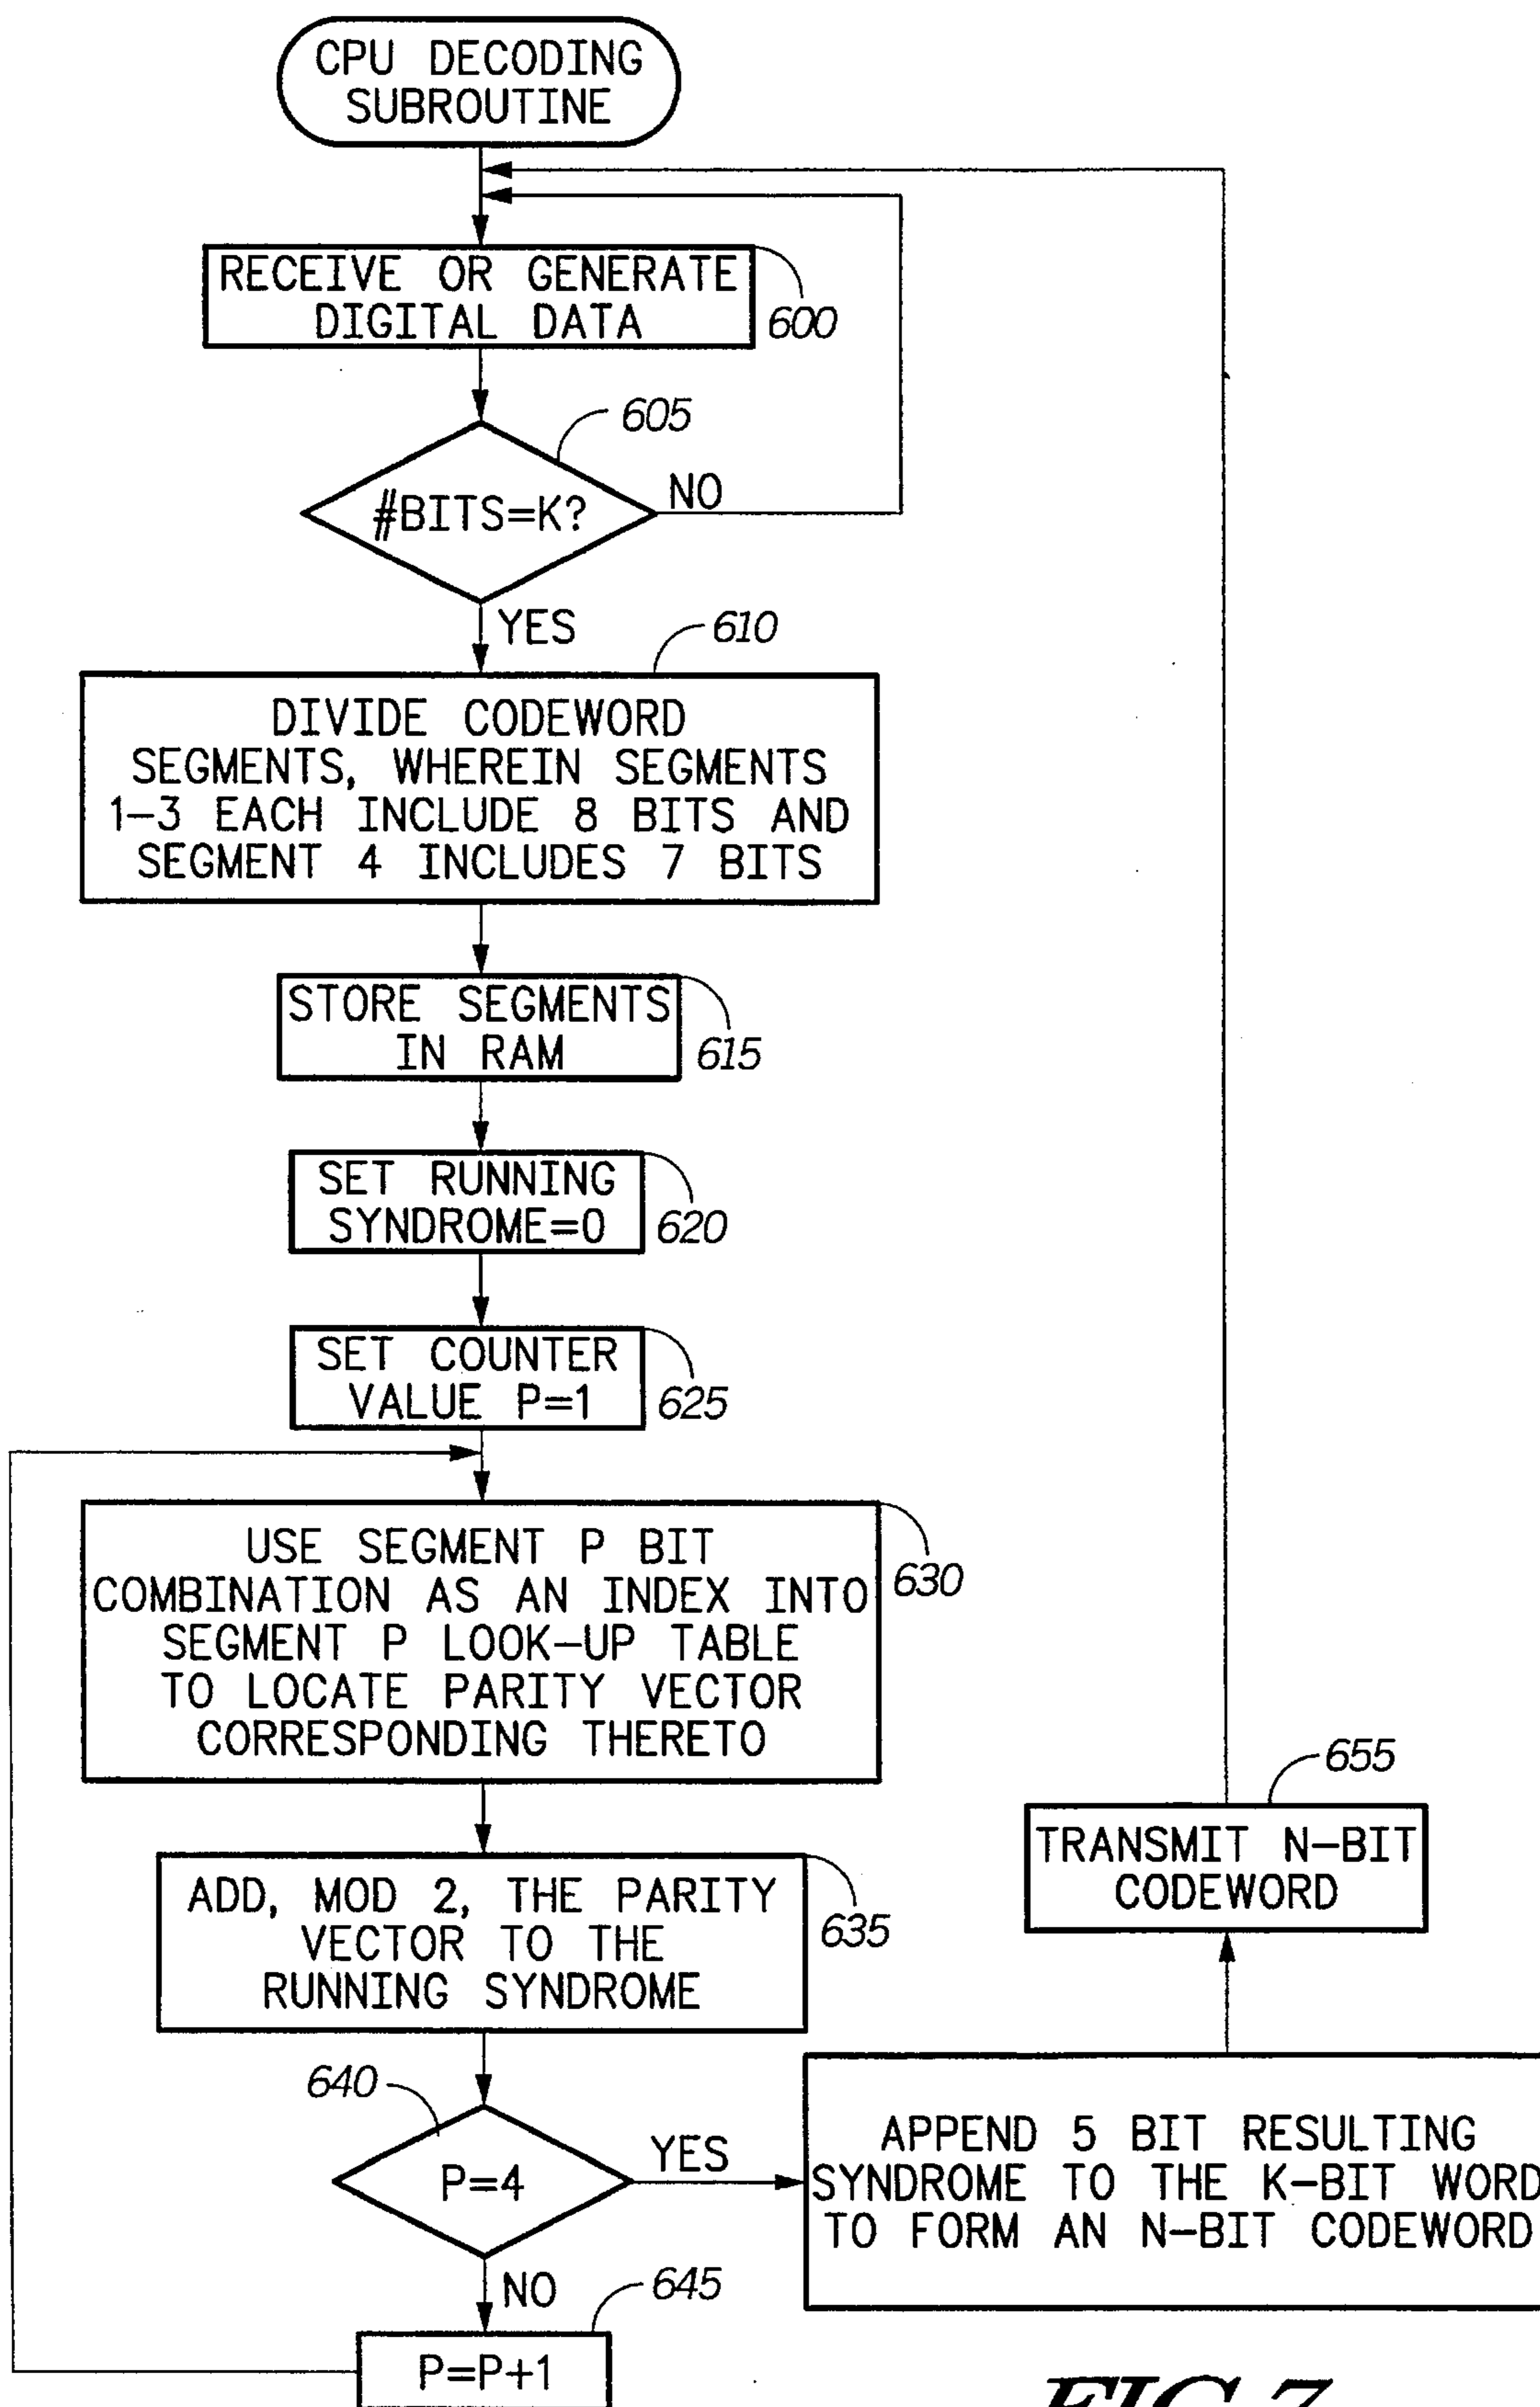 CPU DECODING
SUBROUTINE
RECEIVE OR GENERATE
DIGITAL DATA
600
605
#BITS=K?
NO
YES
610
DIVIDE CODEWORD
SEGMENTS, WHEREIN SEGMENTS
1-3 EACH INCLUDE 8 BITS AND
SEGMENT 4 INCLUDES 7 BITS
STORE SEGMENTS
IN RAM
615
SET RUNNING
SYNDROME=0
620
SET COUNTER
VALUE P=1
625
USE SEGMENT P BIT
COMBINATION AS AN INDEX INTO
SEGMENT P LOOK-UP TABLE
TO LOCATE PARITY VECTOR
CORRESPONDING THERETO
630
ADD, MOD 2, THE PARITY
VECTOR TO THE
RUNNING SYNDROME
635
640
P=4
YES
NO
645
P=P+1
APPEND 5 BIT RESULTING
SYNDROME TO THE K-BIT WORD
TO FORM AN N-BIT CODEWORD
655
TRANSMIT N-BIT
CODEWORD
FIG.7